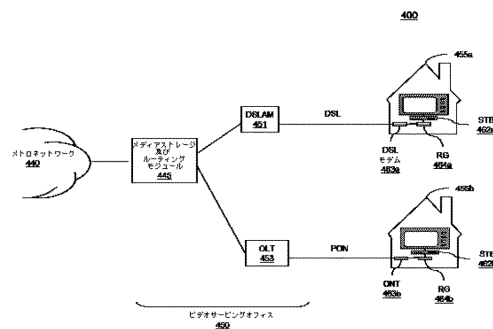 400
455a
DSLAM
451
DSL
STB
462a
メトロネットワーク
440
メディアストレージ
及び
ルーティング
モジュール
445
DSL
モデム
463a
RG
464a
455b
OLT
453
PON
STB
462b
ONT
463b
RG
464b
ビデオサービングオフィス
450